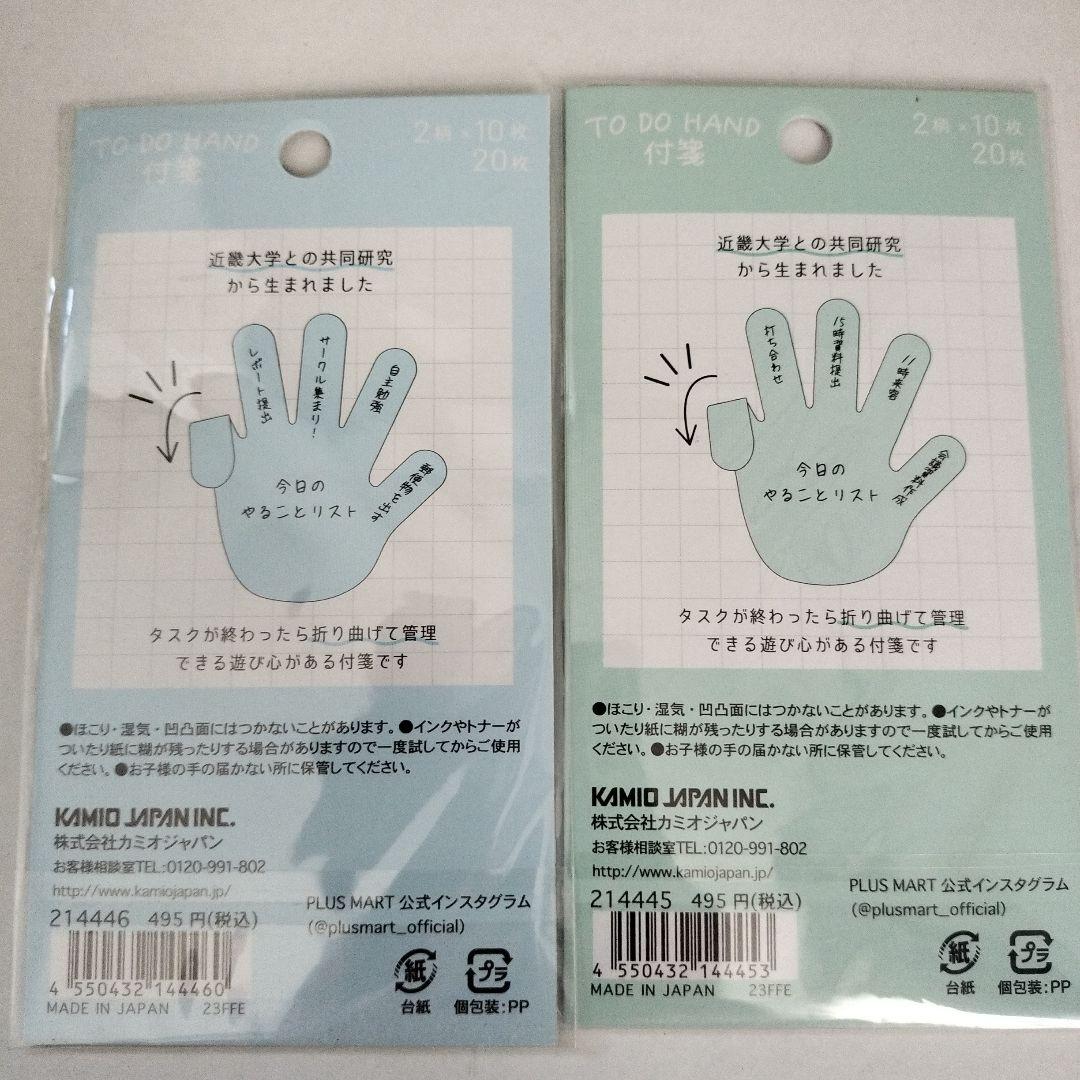 TO DO HAND
付箋
2柄×10枚
20枚
近畿大学との共同研究
から生まれました
レポート提出
サークル集まり!
自主勉強
郵便物を出す
今日の
やることリスト
タスクが終わったら折り曲げて管理
できる遊び心がある付箋です
●ほこり・湿気・凹凸面にはつかないことがあります。●インクやトナーが
ついたり紙に糊が残ったりする場合がありますので一度試してからご使用
ください。●お子様の手の届かない所に保管してください。
KAMIO JAPAN INC.
株式会社カミオジャパン
お客様相談室TEL:0120-991-802
http://www.kamiojapan.jp/
214446 495円(税込)
4 550432 144460
MADE IN JAPAN 23FFE
PLUS MART 公式インスタグラム
(@plusmart_official)
紙
台紙
プラ
個包装:PP
TO DO HAND
付箋
2柄×10枚
20枚
近畿大学との共同研究
から生まれました
打ち合わせ
15時資料提出
11時来客
会議資料作成
今日の
やることリスト
タスクが終わったら折り曲げて管理
できる遊び心がある付箋です
●ほこり・湿気・凹凸面にはつかないことがあります。●インクやトナーが
ついたり紙に糊が残ったりする場合がありますので一度試してからご使用
ください。●お子様の手の届かない所に保管してください。
KAMIO JAPAN INC.
株式会社カミオジャパン
お客様相談室TEL:0120-991-802
http://www.kamiojapan.jp/
214445 495円(税込)
4 550432 144453
MADE IN JAPAN 23FFE
PLUS MART 公式インスタグラム
(@plusmart_official)
紙
台紙
プラ
個包装:PP